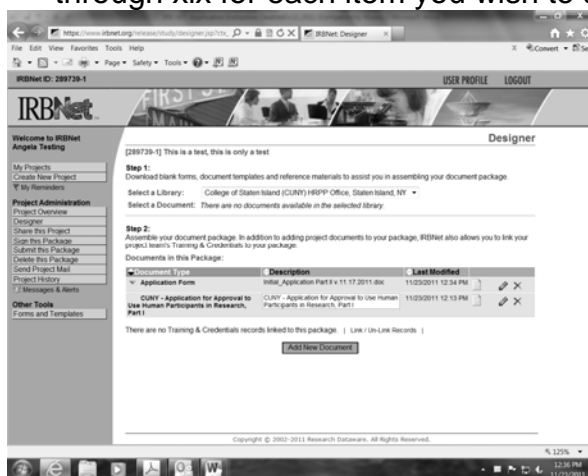 through xix for each item you wish to
https://www.irbnet.org/release/study/designer.jsp?ctx_
IRBNet: Designer
File Edit View Favorites Tools Help
Convert
Page Safety Tools
IRBNet ID: 289739-1
USER PROFILE LOGOUT
IRBNet
Welcome to IRBNet
Angela Testing
My Projects
Create New Project
My Reminders
Project Administration
Project Overview
Designer
Share this Project
Sign this Package
Submit this Package
Delete this Package
Send Project Mail
Project History
Messages & Alerts
Other Tools
Forms and Templates
Designer
[289739-1] This is a test, this is only a test
Step 1:
Download blank forms, document templates and reference materials to assist you in assembling your document package.
Select a Library: College of Staten Island (CUNY) HRPP Office, Staten Island, NY
Select a Document: There are no documents available in the selected library.
Step 2:
Assemble your document package. In addition to adding project documents to your package, IRBNet also allows you to link your
project team's Training & Credentials to your package.
Documents in this Package:
Document Type Description Last Modified
Application Form Initial_Application Part II v.11.17.2011.doc 11/23/2011 12:34 PM
CUNY - Application for Approval to
Use Human Participants in Research,
Part I
CUNY - Application for Approval to Use Human
Participants in Research, Part I
11/23/2011 12:13 PM
There are no Training & Credentials records linked to this package. | Link / Un-Link Records |
Add New Document
Copyright © 2002-2011 Research Dataware. All Rights Reserved.
125%
12:36 PM
11/23/2011